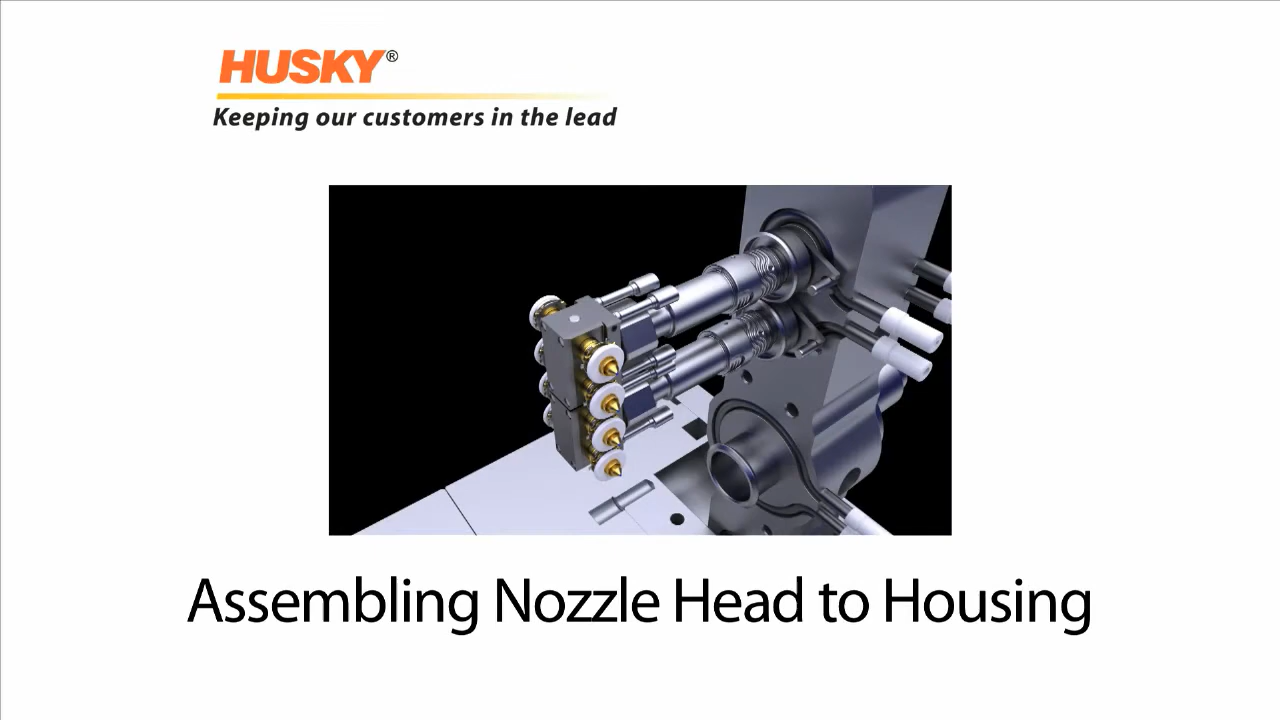 HUSKY®
Keeping our customers in the lead
Assembling Nozzle Head to Housing